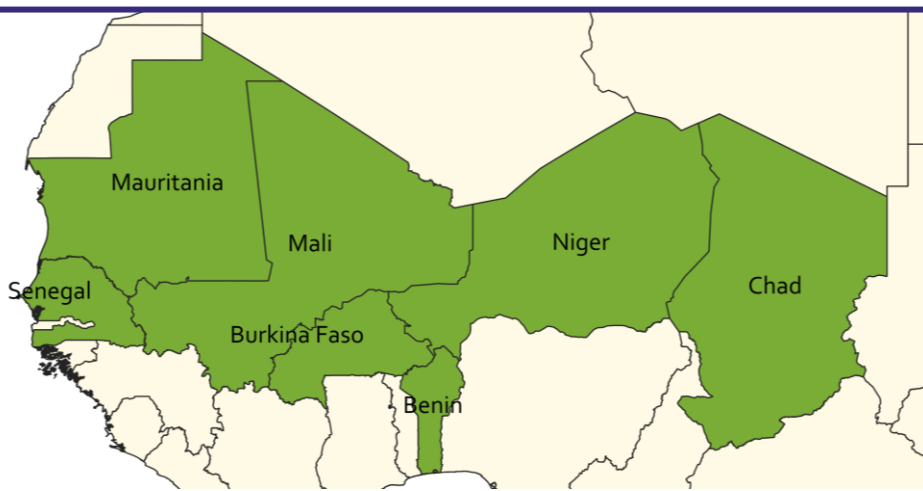 Mauritania
Mali
Niger
Chad
Senegal
Burkina Faso
Benin